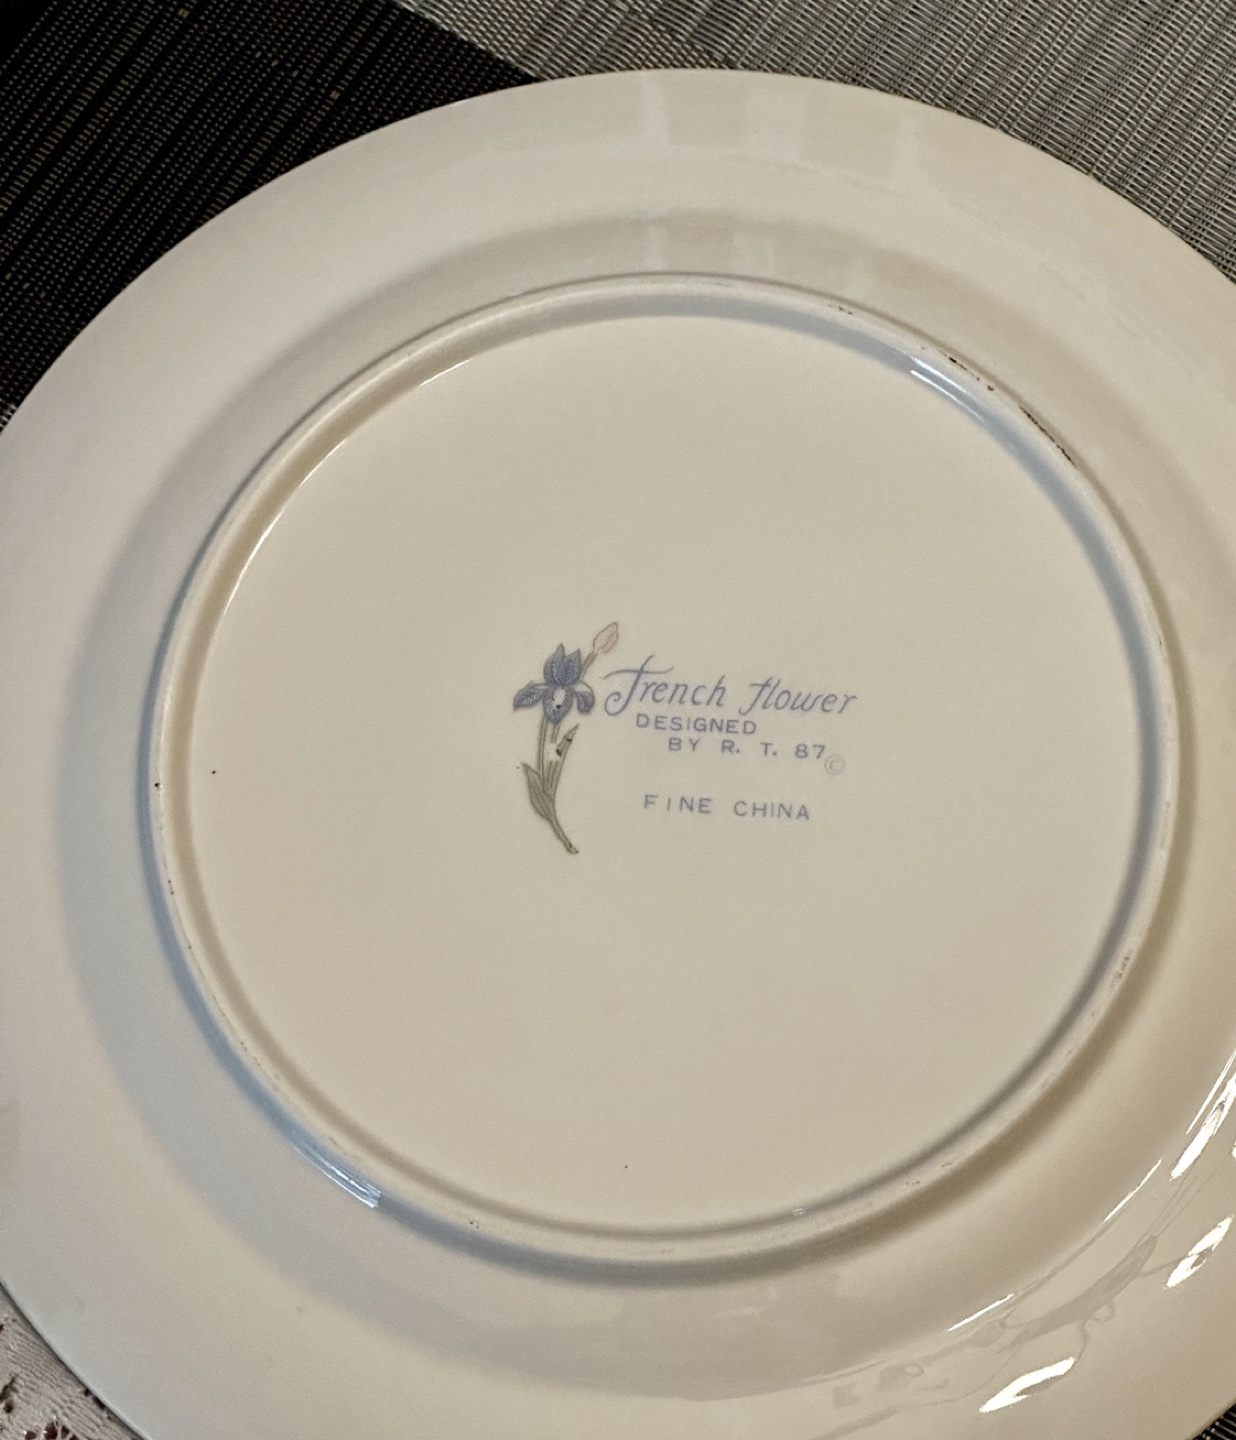 French flower
DESIGNED
BY R. T. 87©
FINE CHINA